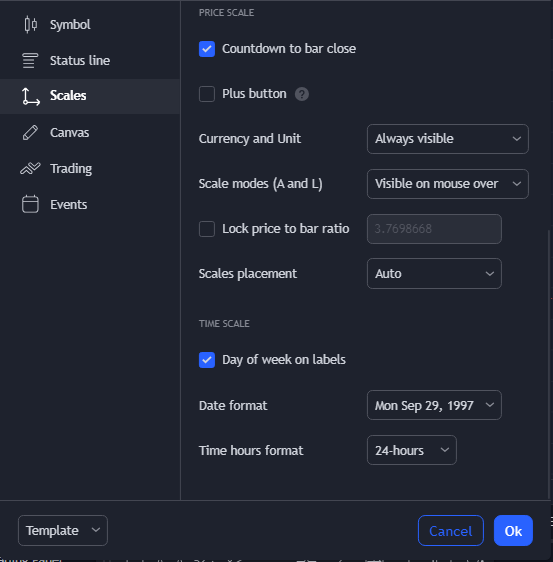 Symbol
Status line
Scales
Canvas
Trading
Events
PRICE SCALE
Countdown to bar close
Plus button ?
Currency and Unit Always visible
Scale modes (A and L) Visible on mouse over
Lock price to bar ratio 3.7698668
Scales placement Auto
TIME SCALE
Day of week on labels
Date format Mon Sep 29, 1997
Time hours format 24-hours
Template Cancel Ok